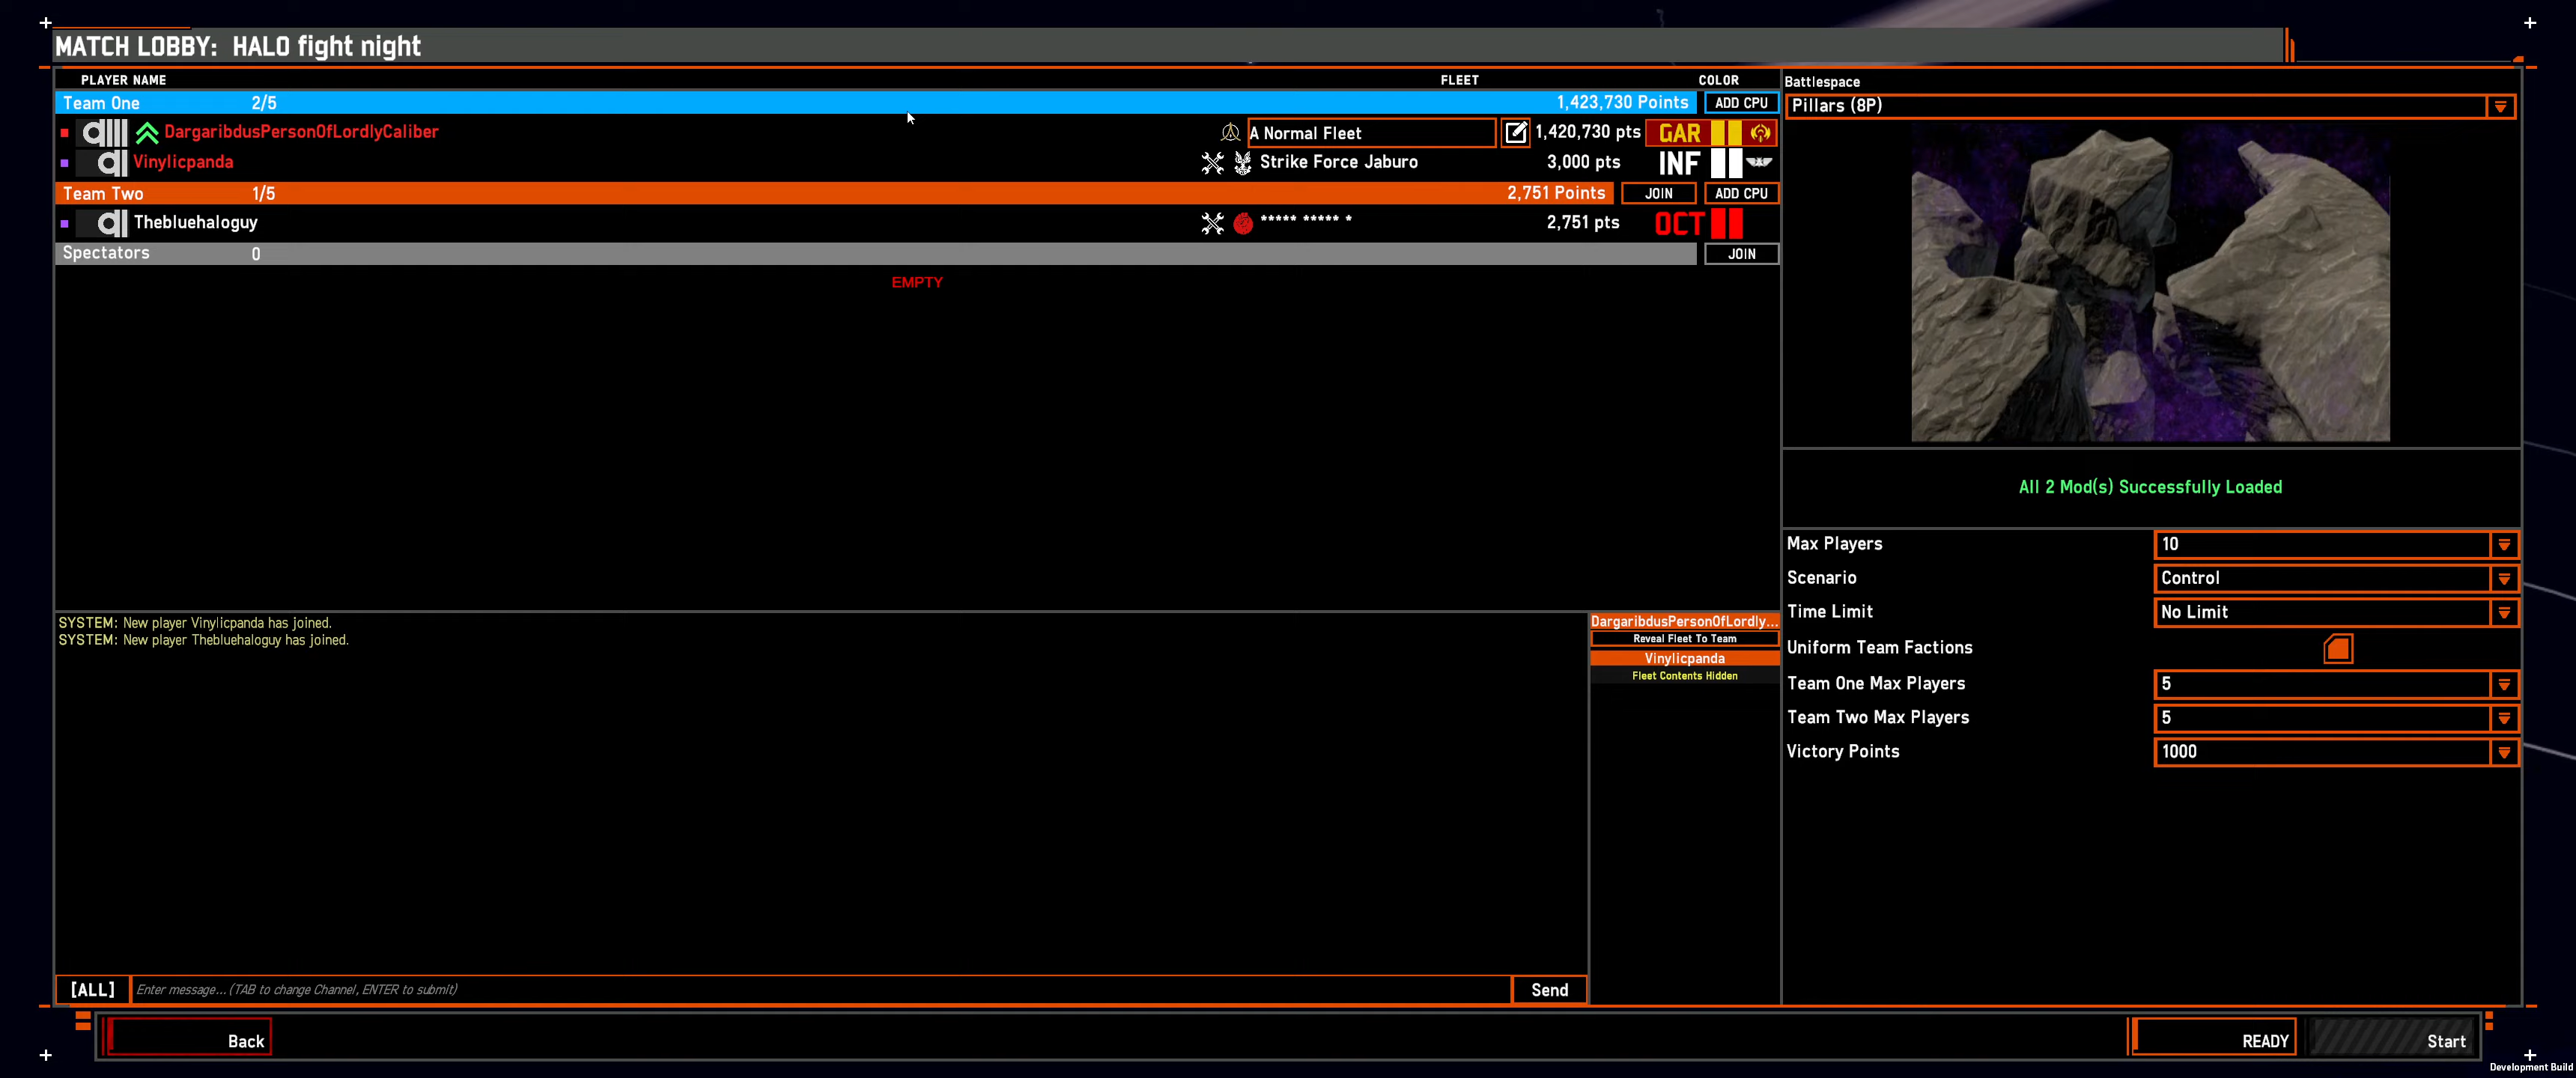 MATCH LOBBY: HALO fight night
PLAYER NAME FLEET COLOR
Team One 2/5 1,423,730 Points ADD CPU
DargaribdusPersonOfLordlyCaliber A Normal Fleet 1,420,730 pts GAR
Vinylicpanda Strike Force Jaburo 3,000 pts INF
Team Two 1/5 2,751 Points JOIN ADD CPU
Thebluehaloguy ***** ***** * 2,751 pts OCT
Spectators 0 JOIN
EMPTY
SYSTEM: New player Vinylicpanda has joined.
SYSTEM: New player Thebluehaloguy has joined.
DargaribdusPersonOfLordly...
Reveal Fleet To Team
Vinylicpanda
Fleet Contents Hidden
[ALL] Enter message... (TAB to change Channel, ENTER to submit) Send
Battlespace
Pillars (8P)
All 2 Mod(s) Successfully Loaded
Max Players 10
Scenario Control
Time Limit No Limit
Uniform Team Factions
Team One Max Players 5
Team Two Max Players 5
Victory Points 1000
Back READY Start
Development Build